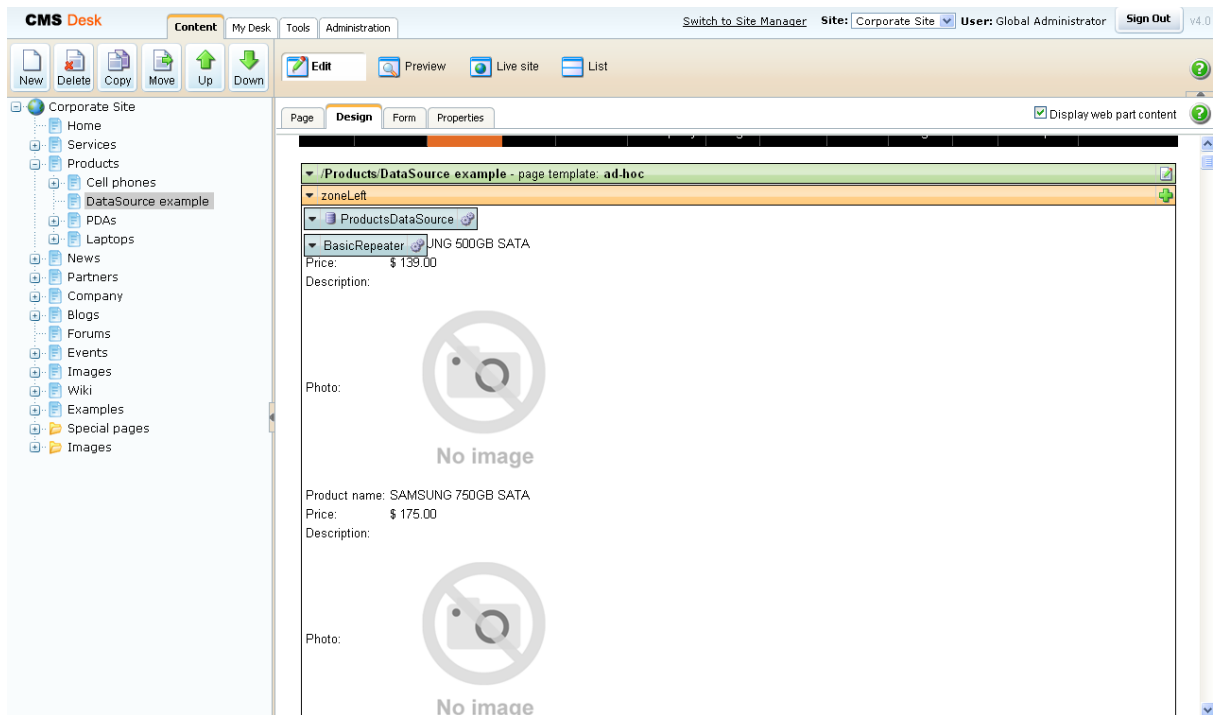 CMS Desk
Content My Desk Tools Administration
Switch to Site Manager Site: Corporate Site User: Global Administrator Sign Out v4.0
New Delete Copy Move Up Down
Edit Preview Live site List
Page Design Form Properties
Display web part content
Corporate Site
Home
Services
Products
Cell phones
DataSource example
PDAs
Laptops
News
Partners
Company
Blogs
Forums
Events
Images
Wiki
Examples
Special pages
Images
/Products/DataSource example - page template: ad-hoc
zoneLeft
ProductsDataSource
BasicRepeater UNG 500GB SATA
Price: $ 139.00
Description:
Photo:
No image
Product name: SAMSUNG 750GB SATA
Price: $ 175.00
Description:
Photo:
No image